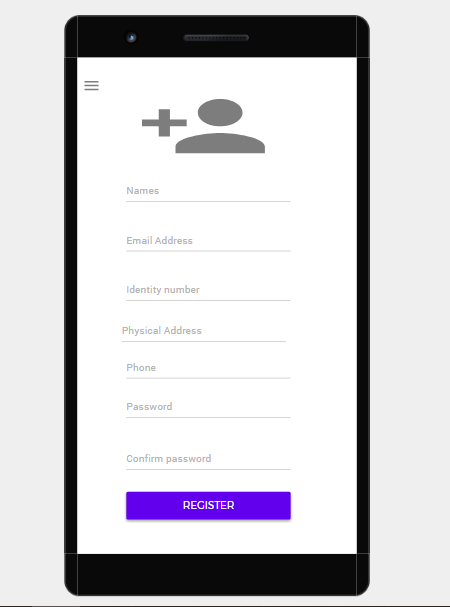 Names
Email Address
Identity number
Physical Address
Phone
Password
Confirm password
REGISTER